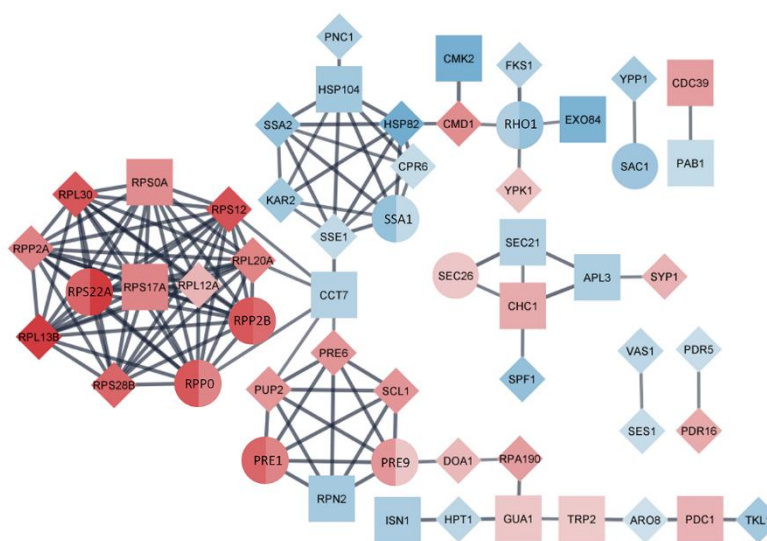 PNC1
HSP104
CMK2
FKS1
YPP1
CDC39
SSA2
HSP82
CMD1
RHO1
EXO84
CPR6
SAC1
PAB1
KAR2
SSA1
YPK1
SSE1
RPL30
RPS0A
RPS12
RPP2A
RPL20A
RPS22A
RPS17A
RPL12A
RPP2B
RPL13B
RPS28B
RPP0
CCT7
SEC21
SEC26
APL3
SYP1
CHC1
SPF1
VAS1
PDR5
SES1
PDR16
PRE6
PUP2
SCL1
PRE1
PRE9
RPN2
DOA1
RPA190
ISN1
HPT1
GUA1
TRP2
ARO8
PDC1